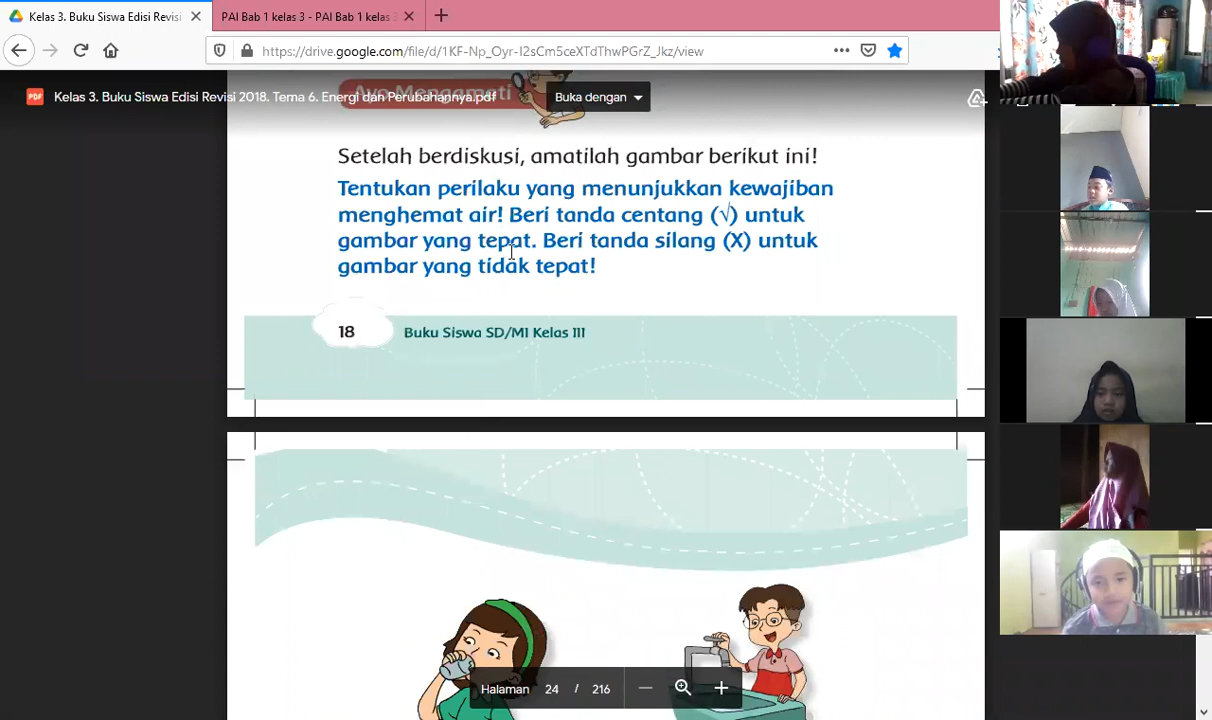 Kelas 3. Buku Siswa Edisi Revisi
PAI Bab 1 kelas 3 - PAI Bab 1 kelas 3
https://drive.google.com/file/d/1KF-Np_Oyr-I2sCm5ceXTdThwPGrZ_Jkz/view
Ayo Mengamati
PDF Kelas 3. Buku Siswa Edisi Revisi 2018. Tema 6. Energi dan Perubahannya.pdf
Buka dengan
Setelah berdiskusi, amatilah gambar berikut ini!
Tentukan perilaku yang menunjukkan kewajiban
menghemat air! Beri tanda centang (√) untuk
gambar yang tepat. Beri tanda silang (X) untuk
gambar yang tidak tepat!
18 Buku Siswa SD/MI Kelas III
Halaman 24 / 216